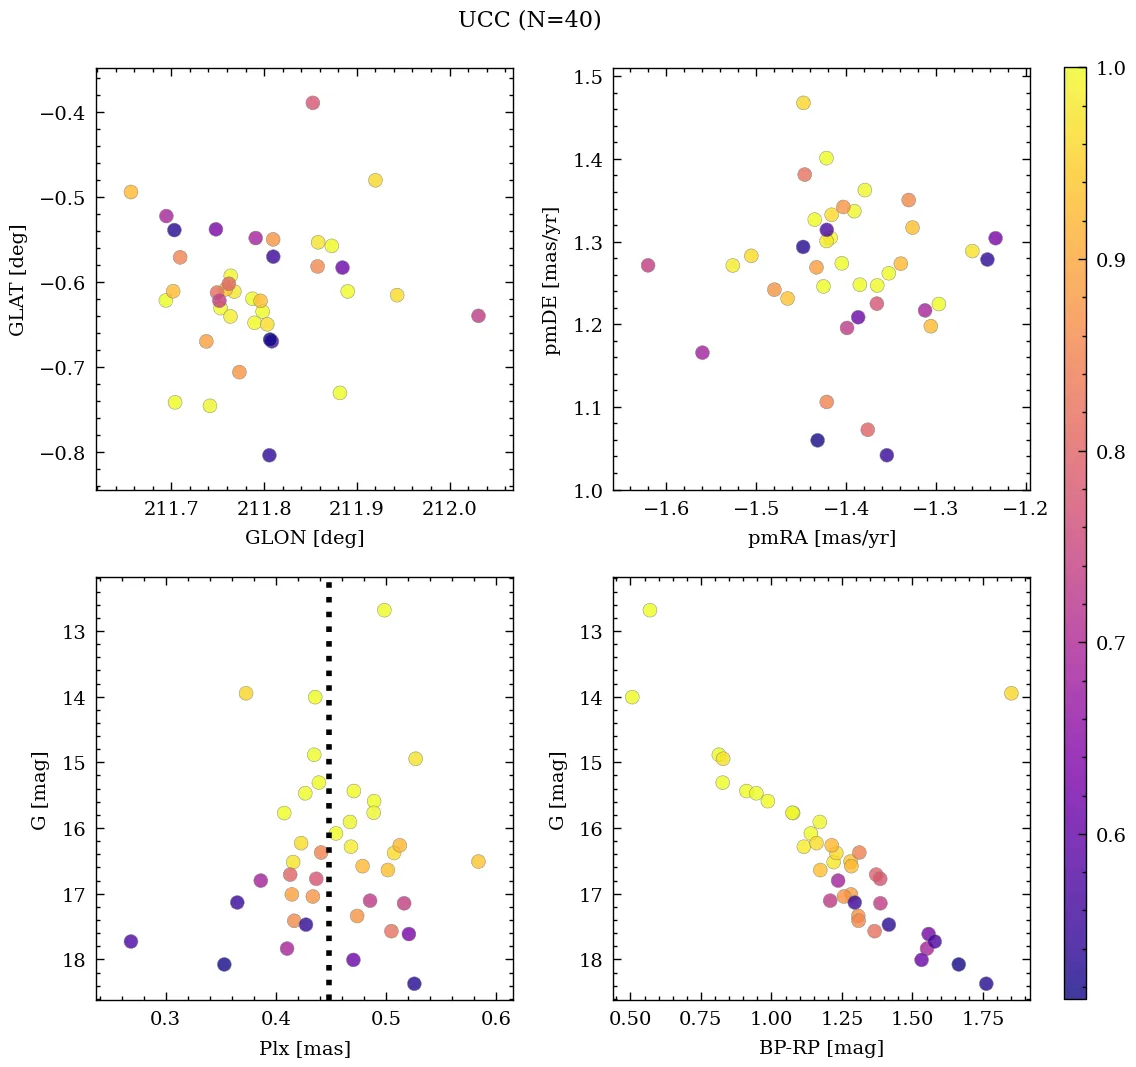 UCC (N=40)
−0.4
−0.5
−0.6
−0.7
−0.8
GLAT [deg]
211.7 211.8 211.9 212.0
GLON [deg]
1.5
1.4
1.3
1.2
1.1
1.0
pmDE [mas/yr]
−1.6 −1.5 −1.4 −1.3 −1.2
pmRA [mas/yr]
13
14
15
16
17
18
G [mag]
0.3 0.4 0.5 0.6
Plx [mas]
13
14
15
16
17
18
G [mag]
0.50 0.75 1.00 1.25 1.50 1.75
BP-RP [mag]
1.0
0.9
0.8
0.7
0.6